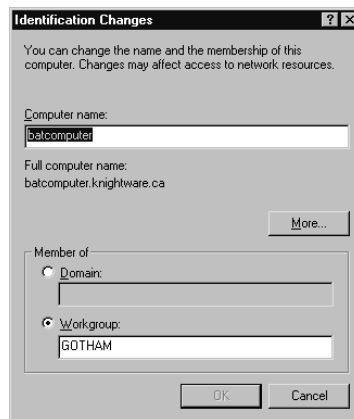 Identification Changes
You can change the name and the membership of this
computer. Changes may affect access to network resources.
Computer name:
batcomputer
Full computer name:
batcomputer.knightware.ca
More...
Member of
Domain:
Workgroup:
GOTHAM
OK
Cancel